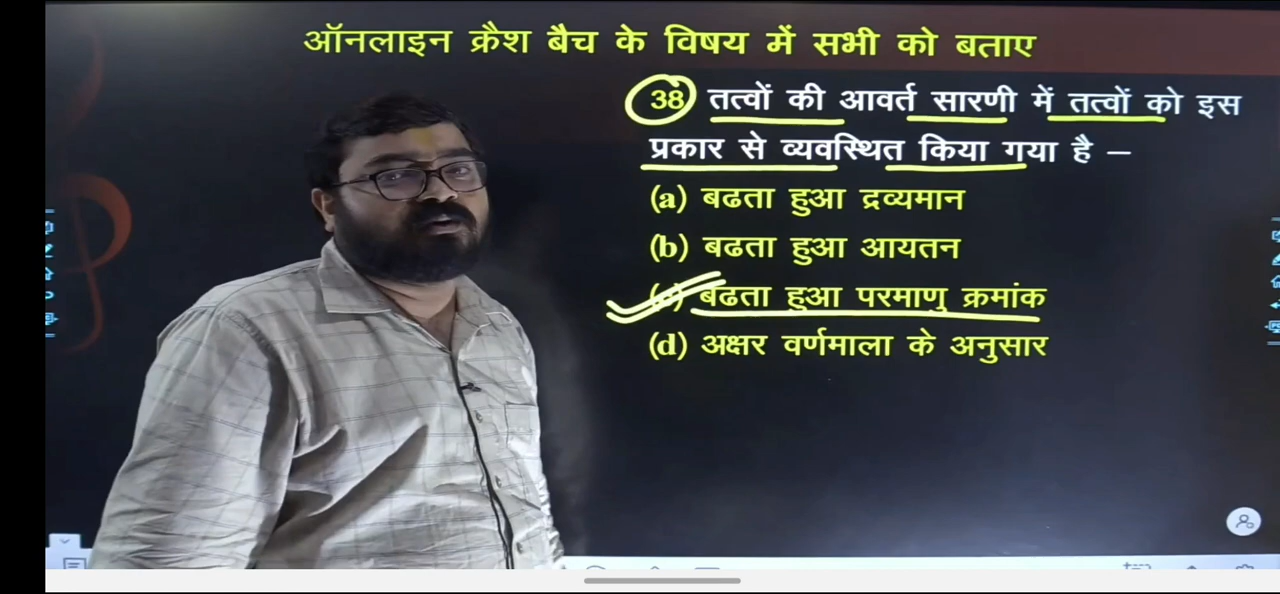 ऑनलाइन क्रैश बैच के विषय में सभी को बताए
38) तत्वों की आवर्त सारणी में तत्वों को इस
प्रकार से व्यवस्थित किया गया है –
(a) बढता हुआ द्रव्यमान
(b) बढता हुआ आयतन
(c) बढता हुआ परमाणु क्रमांक
(d) अक्षर वर्णमाला के अनुसार